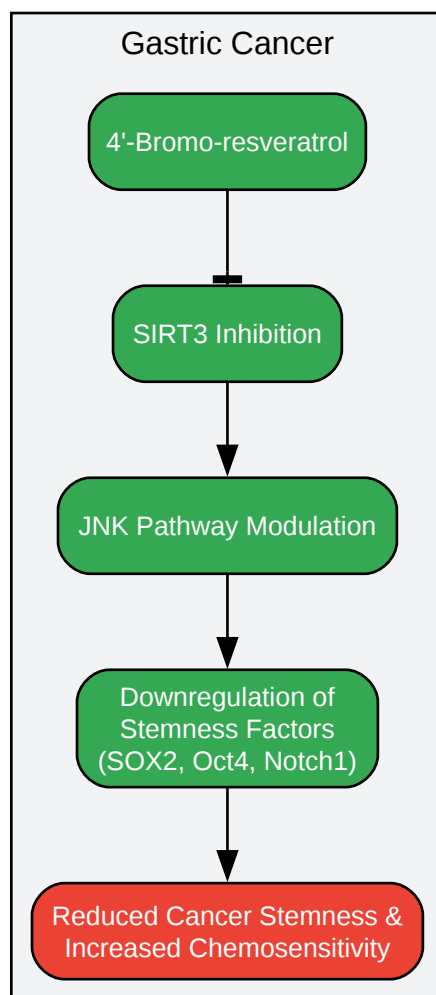 Gastric Cancer
4'-Bromo-resveratrol
SIRT3 Inhibition
JNK Pathway Modulation
Downregulation of
Stemness Factors
(SOX2, Oct4, Notch1)
Reduced Cancer Stemness &
Increased Chemosensitivity